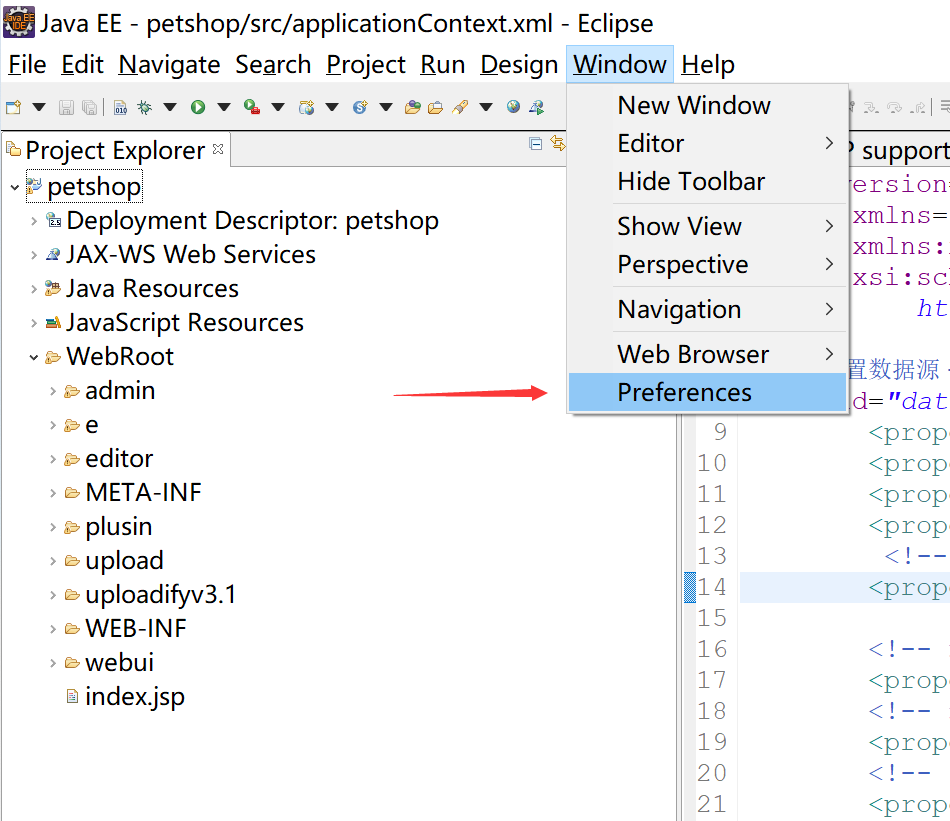 Java EE - petshop/src/applicationContext.xml - Eclipse
File Edit Navigate Search Project Run Design Window Help
New Window
Editor
Hide Toolbar
Show View
Perspective
Navigation
Web Browser
Preferences
Project Explorer
petshop
Deployment Descriptor: petshop
JAX-WS Web Services
Java Resources
JavaScript Resources
WebRoot
admin
e
editor
META-INF
plusin
upload
uploadifyv3.1
WEB-INF
webui
index.jsp
support
version=
xmlns=
xmlns:
xsi:sc
ht
置数据源
d="dat
9 <prop
10 <prop
11 <prop
12 <prop
13 <!--
14 <prop
15
16 <!--
17 <prop
18 <!--
19 <prop
20 <!--
21 <prop